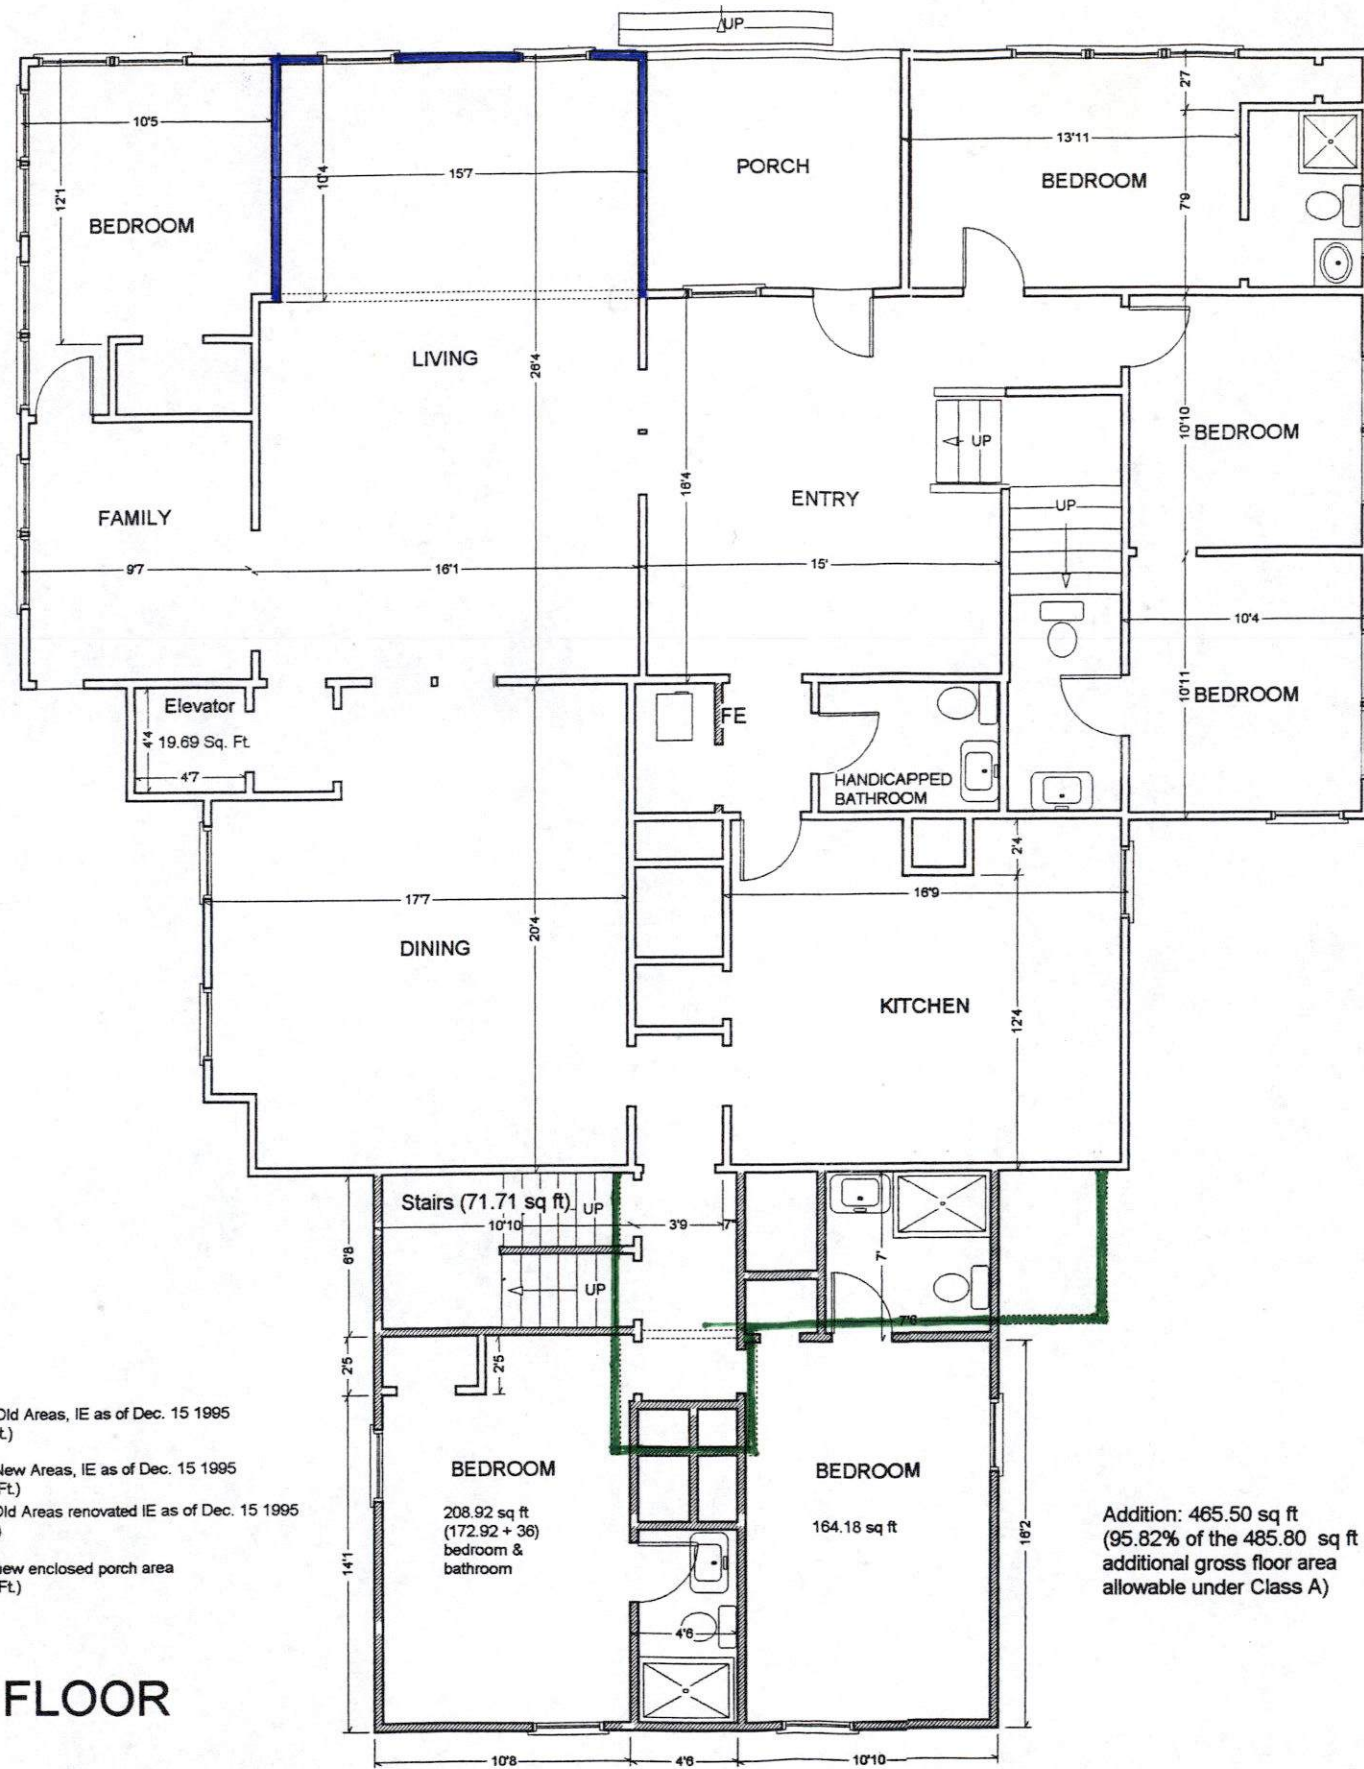 UP
10'5
10'4
15'7
12'1
BEDROOM
PORCH
13'11
BEDROOM
2'7
7'9
LIVING
26'4
FAMILY
16'4
ENTRY
UP
UP
10'10
BEDROOM
9'7
16'1
15'
10'4
10'11
BEDROOM
Elevator
19.69 Sq. Ft.
4'4
4'7
FE
HANDICAPPED
BATHROOM
2'4
17'7
16'9
DINING
20'4
KITCHEN
12'4
Stairs (71.71 sq ft)
UP
10'10
3'9
7"
6'8
UP
7'
7'6
2'5
2'5
Old Areas, IE as of Dec. 15 1995
New Areas, IE as of Dec. 15 1995
Ft.)
Old Areas renovated IE as of Dec. 15 1995
new enclosed porch area
Ft.)
BEDROOM
208.92 sq ft
(172.92 + 36)
bedroom &
bathroom
BEDROOM
164.18 sq ft
14'1
16'2
4'6
Addition: 465.50 sq ft
(95.82% of the 485.80 sq ft
additional gross floor area
allowable under Class A)
FLOOR
10'8
4'6
10'10